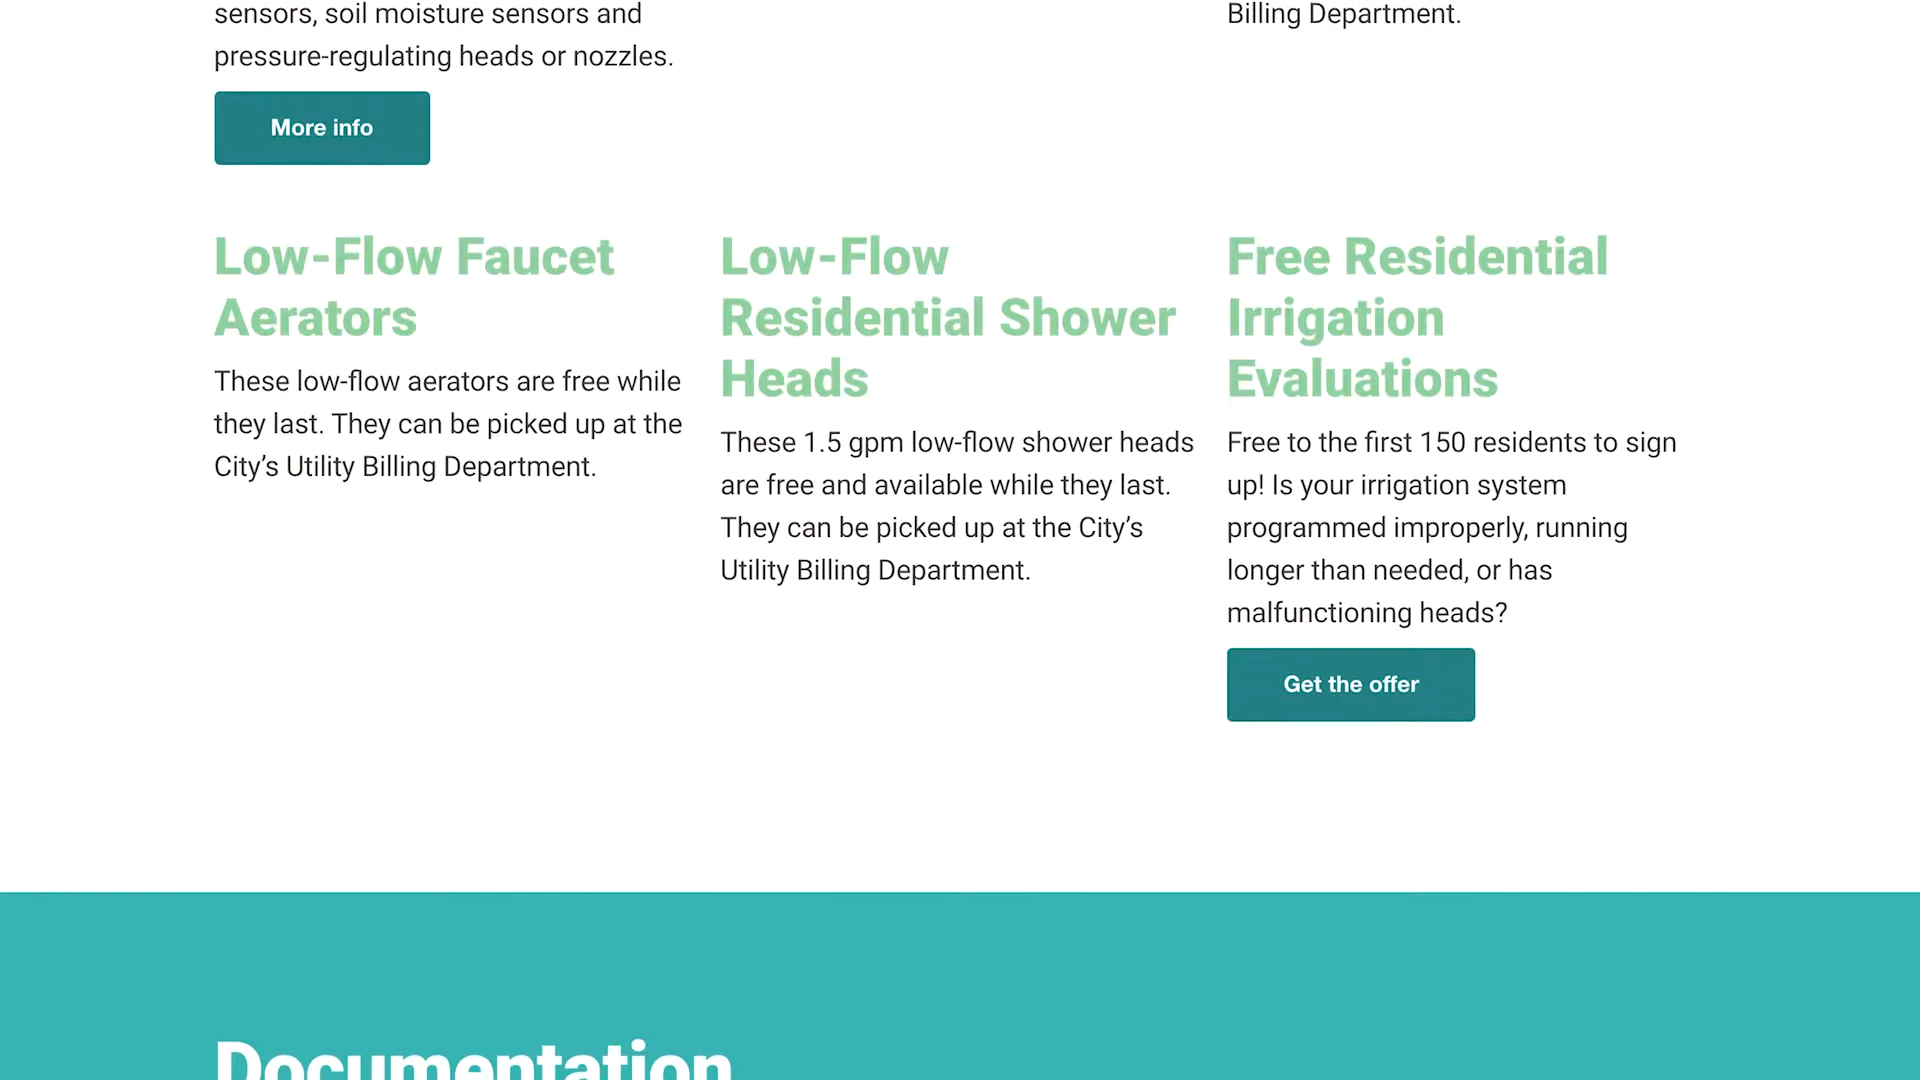 sensors, soil moisture sensors and
pressure-regulating heads or nozzles.
More info
Billing Department.
Low-Flow Faucet
Aerators
These low-flow aerators are free while
they last. They can be picked up at the
City’s Utility Billing Department.
Low-Flow
Residential Shower
Heads
These 1.5 gpm low-flow shower heads
are free and available while they last.
They can be picked up at the City’s
Utility Billing Department.
Free Residential
Irrigation
Evaluations
Free to the first 150 residents to sign
up! Is your irrigation system
programmed improperly, running
longer than needed, or has
malfunctioning heads?
Get the offer
Documentation